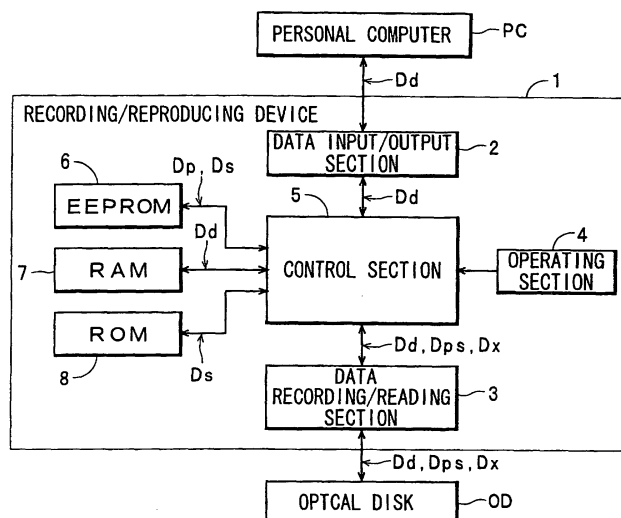 PERSONAL COMPUTER
PC
Dd
1
RECORDING/REPRODUCING DEVICE
DATA INPUT/OUTPUT
SECTION
2
6
Dp, Ds
EEPROM
5
Dd
Dd
4
7
RAM
CONTROL SECTION
OPERATING
SECTION
ROM
8
Ds
Dd, Dps, Dx
DATA
RECORDING/READING
SECTION
3
Dd, Dps, Dx
OPTCAL DISK
OD